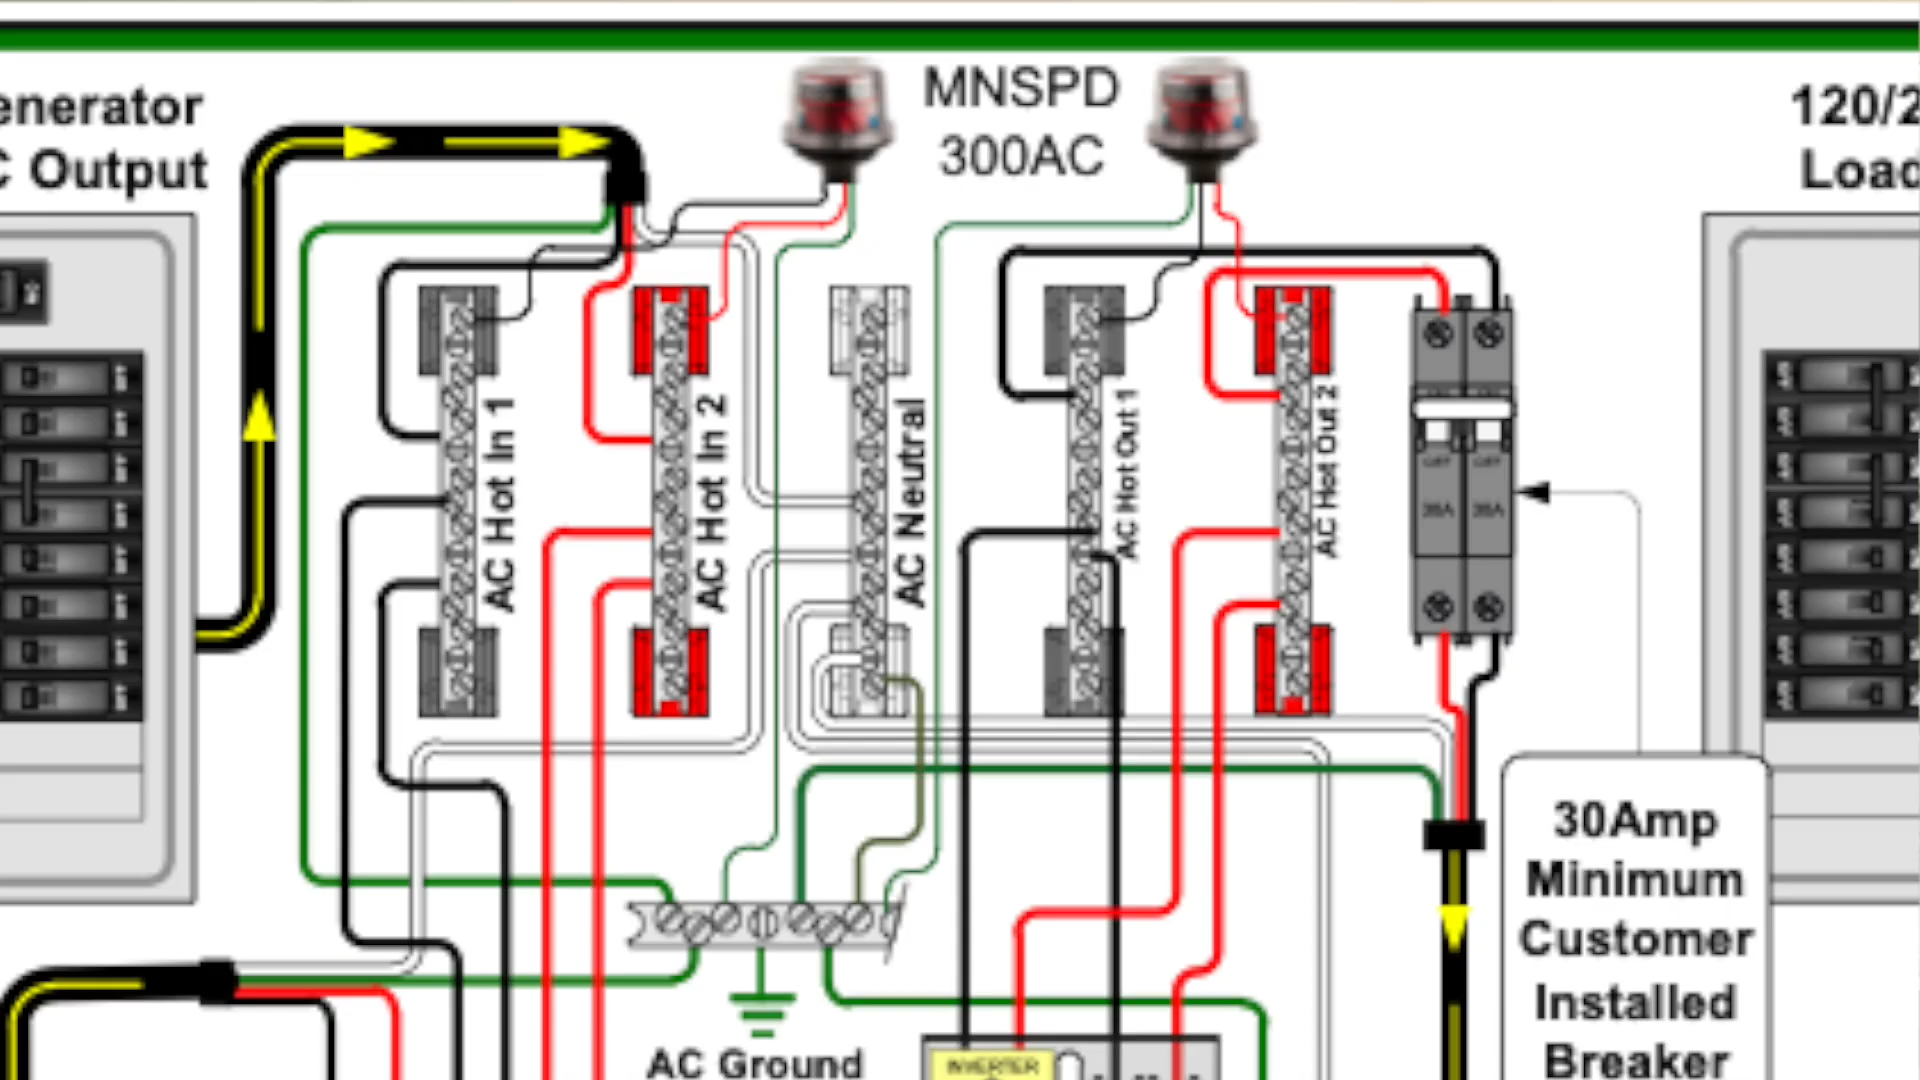 enerator
C Output
MNSPD
300AC
120/2
Load
AC Hot In 1
AC Hot In 2
AC Neutral
AC Hot Out 1
AC Hot Out 2
30Amp
Minimum
Customer
Installed
Breaker
AC Ground
INVERTER